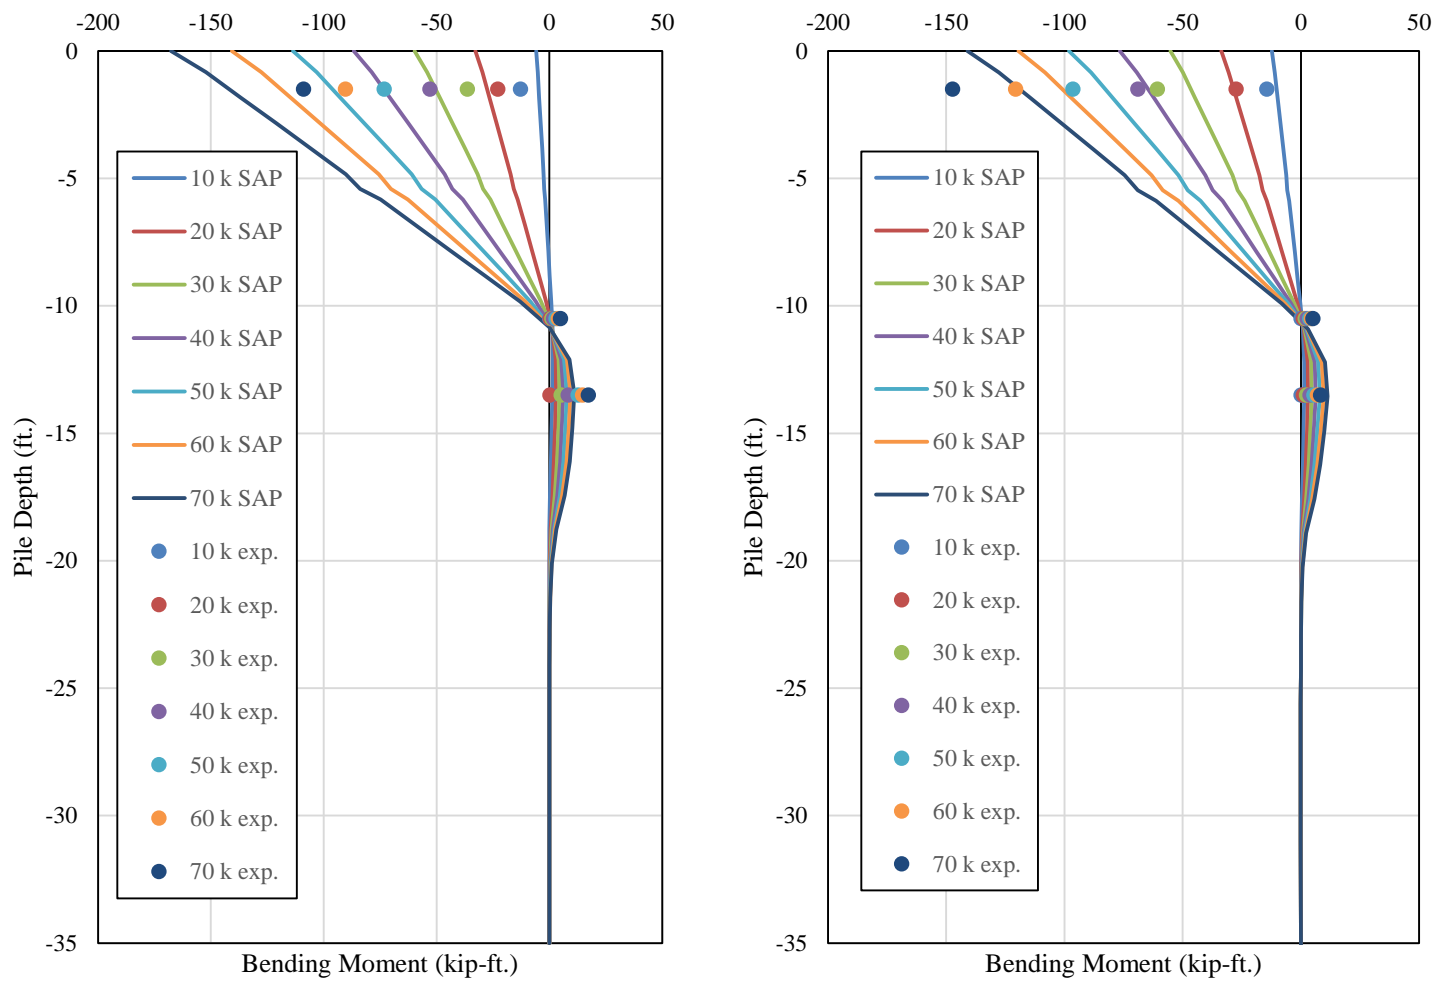 -200 -150 -100 -50 0 50
0
-5
-10
-15
-20
-25
-30
-35
Pile Depth (ft.)
10 k SAP
20 k SAP
30 k SAP
40 k SAP
50 k SAP
60 k SAP
70 k SAP
10 k exp.
20 k exp.
30 k exp.
40 k exp.
50 k exp.
60 k exp.
70 k exp.
Bending Moment (kip-ft.)
-200 -150 -100 -50 0 50
0
-5
-10
-15
-20
-25
-30
-35
Pile Depth (ft.)
10 k SAP
20 k SAP
30 k SAP
40 k SAP
50 k SAP
60 k SAP
70 k SAP
10 k exp.
20 k exp.
30 k exp.
40 k exp.
50 k exp.
60 k exp.
70 k exp.
Bending Moment (kip-ft.)